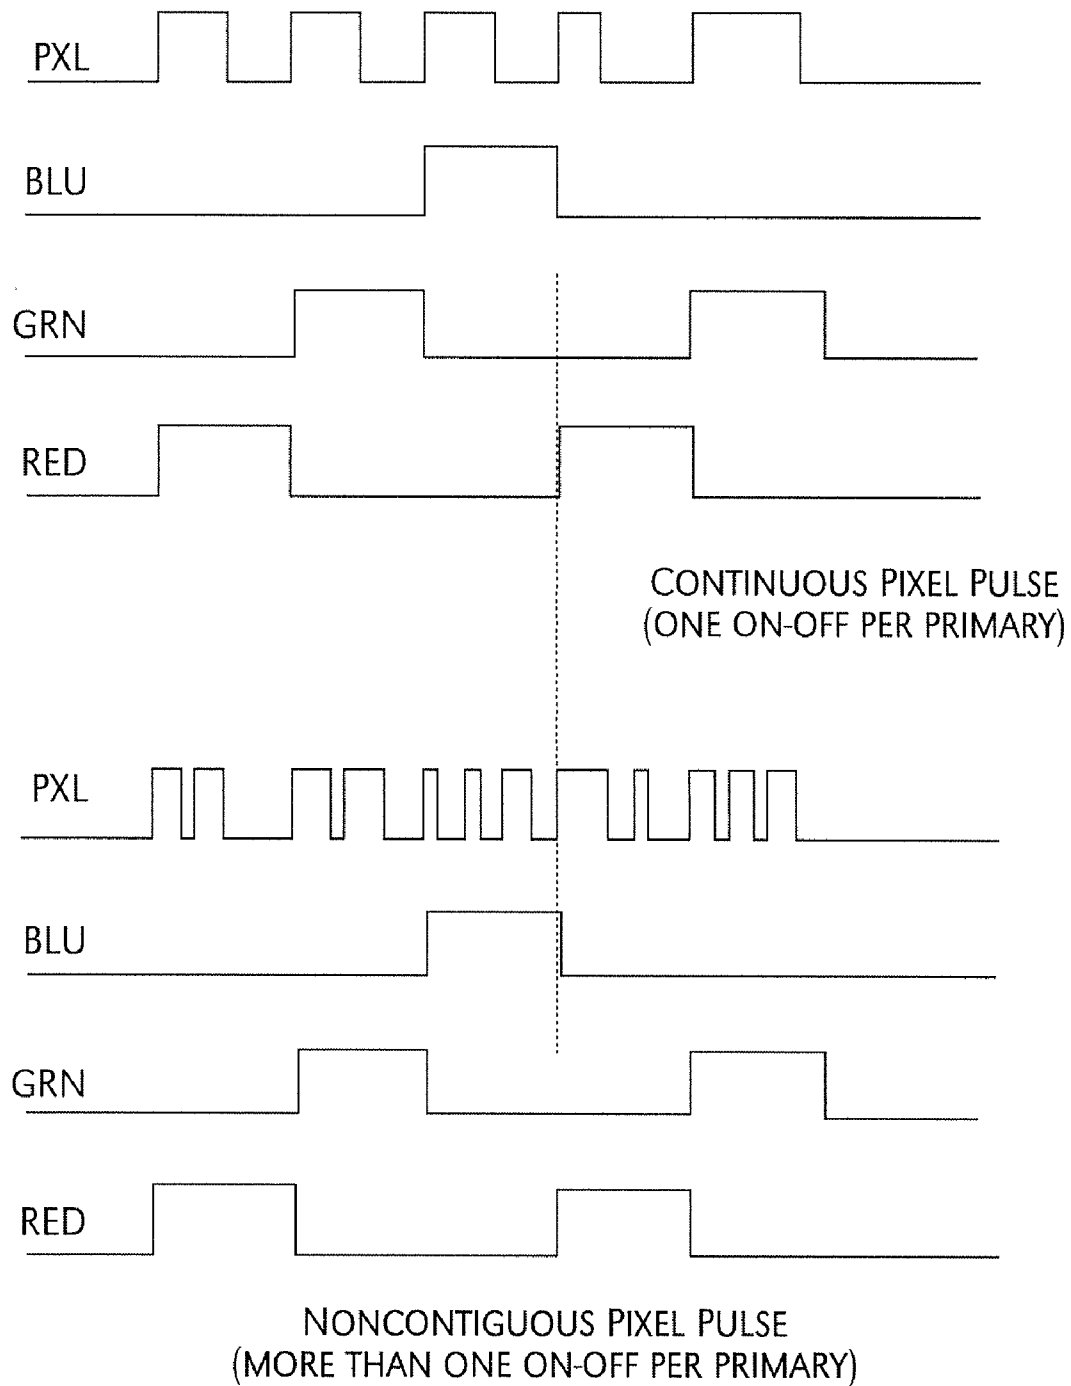 PXL
BLU
GRN
RED
CONTINUOUS PIXEL PULSE
(ONE ON-OFF PER PRIMARY)
PXL
BLU
GRN
RED
NONCONTIGUOUS PIXEL PULSE
(MORE THAN ONE ON-OFF PER PRIMARY)